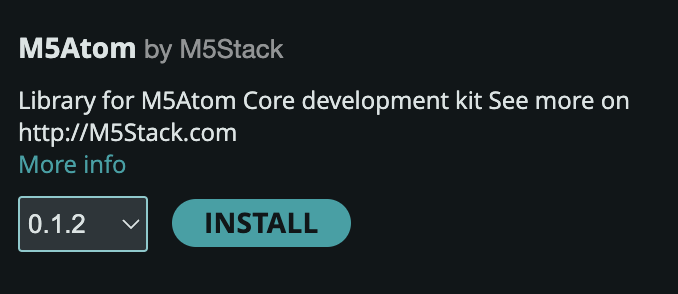 M5Atom by M5Stack
Library for M5Atom Core development kit See more on
http://M5Stack.com
More info
0.1.2 INSTALL